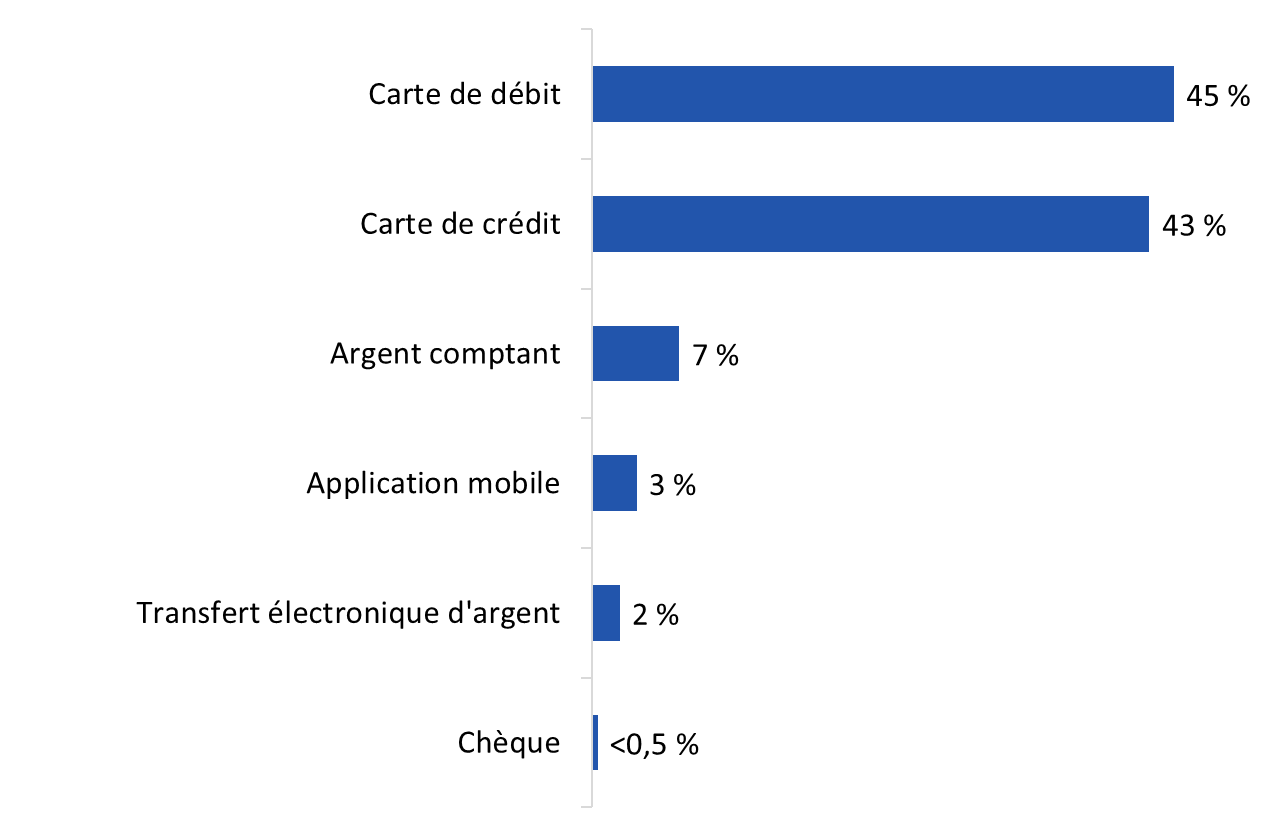 Carte de débit 45 %
Carte de crédit 43 %
Argent comptant 7 %
Application mobile 3 %
Transfert électronique d'argent 2 %
Chèque <0,5 %